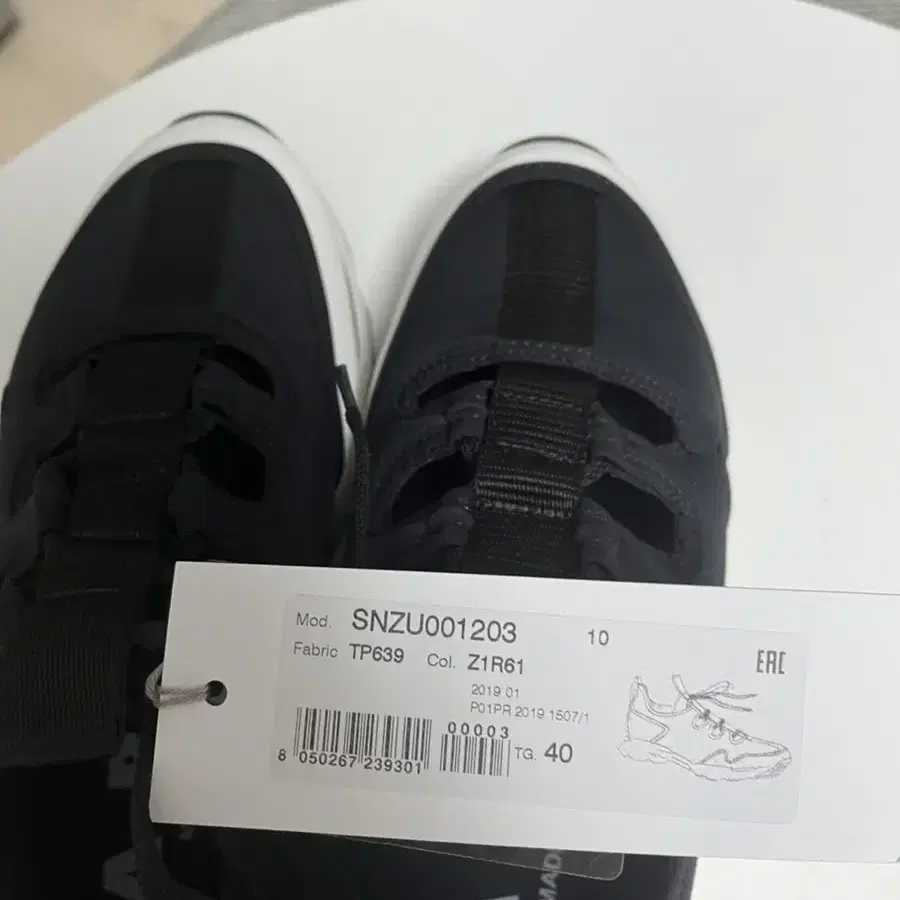 Mod. SNZU001203 10
Fabric TP639 Col. Z1R61
EAC
2019 01
P01PR 2019 1507/1
00003
8 050267 239301
TG. 40
MAD